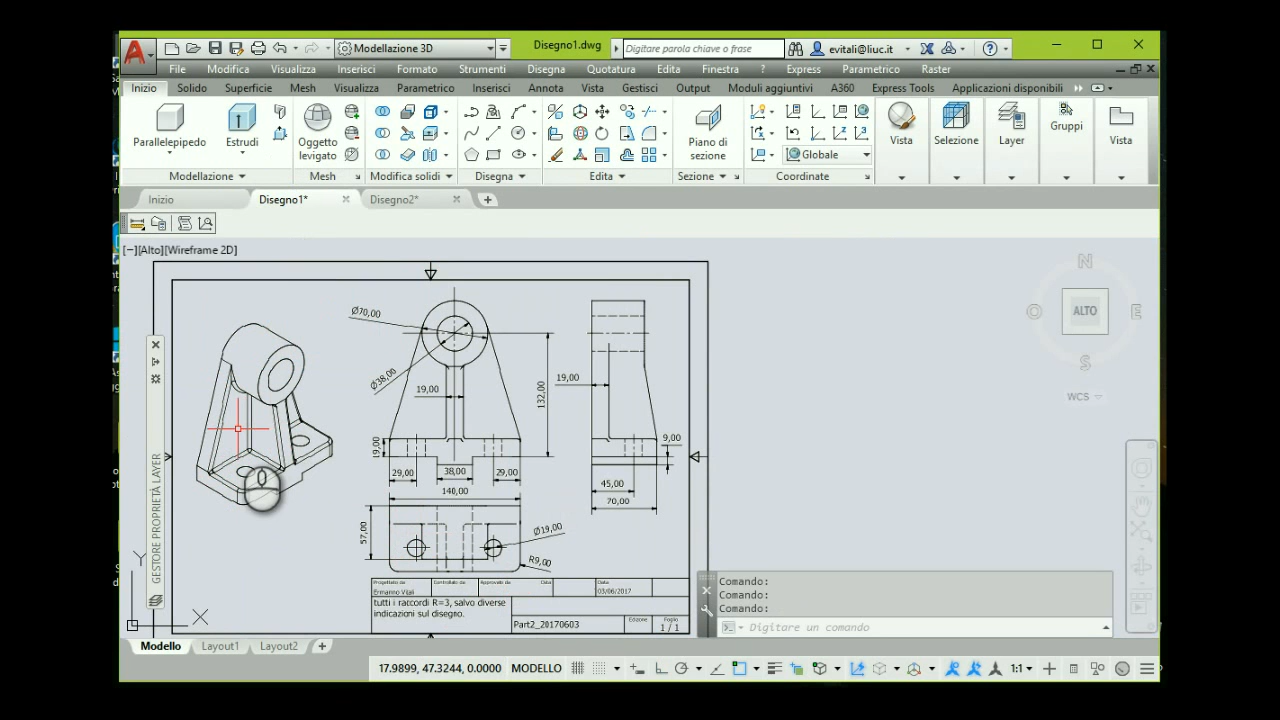 Modellazione 3D
Disegno1.dwg
Digitare parola chiave o frase
evitali@liuc.it
File Modifica Visualizza Inserisci Formato Strumenti Disegna Quotatura Edita Finestra ? Express Parametrico Raster
Inizio Solido Superficie Mesh Visualizza Parametrico Inserisci Annota Vista Gestisci Output Moduli aggiuntivi A360 Express Tools Applicazioni disponibili
Parallelepipedo
Estrudi
Oggetto
levigato
Piano di
sezione
Globale
Vista
Selezione
Layer
Gruppi
Vista
Modellazione
Mesh
Modifica solidi
Disegna
Edita
Sezione
Coordinate
Inizio
Disegno1*
Disegno2*
[−][Alto][Wireframe 2D]
N
O
ALTO
E
S
WCS
GESTORE PROPRIETÀ LAYER
Ø70,00
Ø38,00
19,00
132,00
19,00
19,00
9,00
29,00
38,00
29,00
140,00
45,00
70,00
57,00
Ø19,00
R9,00
Y
X
Progettato da
Controllato da
Approvato da
Data
Data
Ermanno Vitali
03/06/2017
tutti i raccordi R=3, salvo diverse
indicazioni sul disegno.
Part2_20170603
Edizione
Foglio
1 / 1
Comando:
Comando:
Comando:
Digitare un comando
Modello
Layout1
Layout2
17.9899, 47.3244, 0.0000
MODELLO
1:1